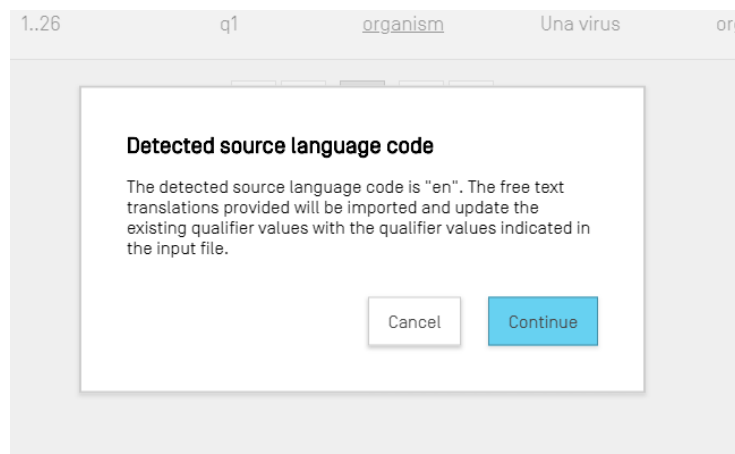 1..26 q1 organism Una virus
Detected source language code
The detected source language code is "en". The free text
translations provided will be imported and update the
existing qualifier values with the qualifier values indicated in
the input file.
Cancel Continue